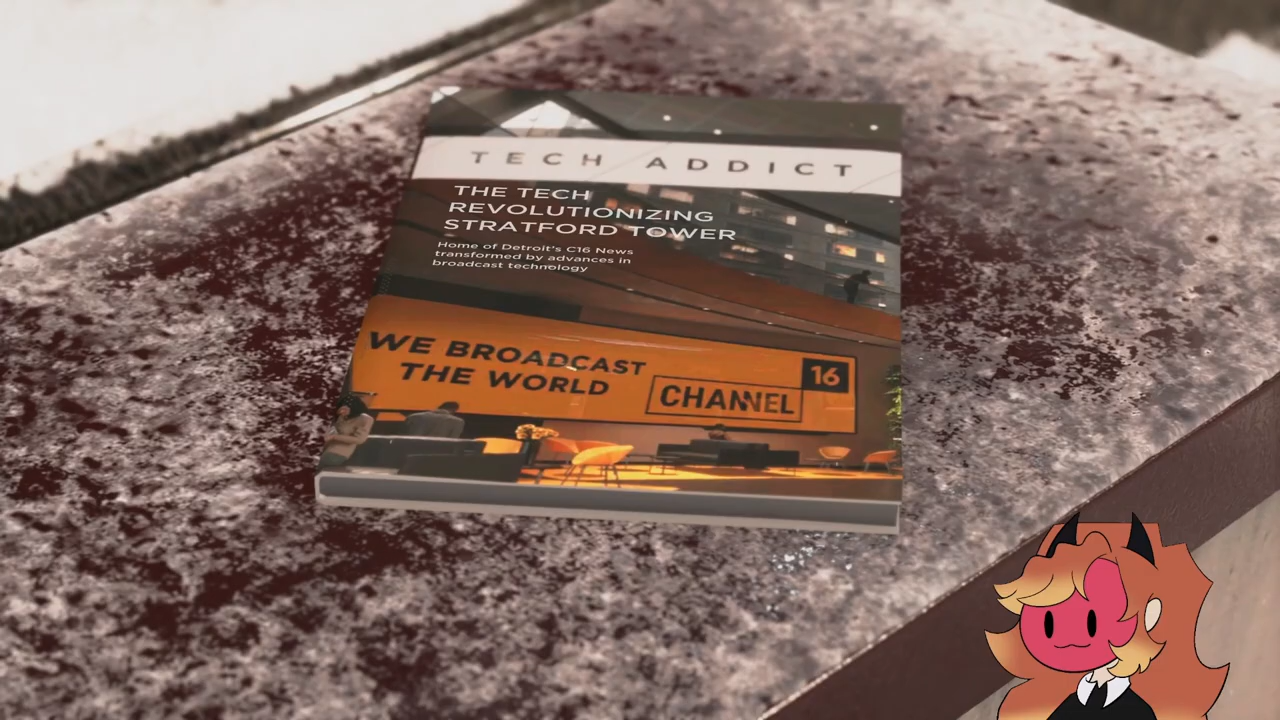 TECH ADDICT
THE TECH
REVOLUTIONIZING
STRATFORD TOWER
Home of Detroit's C16 News
transformed by advances in
broadcast technology
WE BROADCAST
THE WORLD
16
CHANNEL